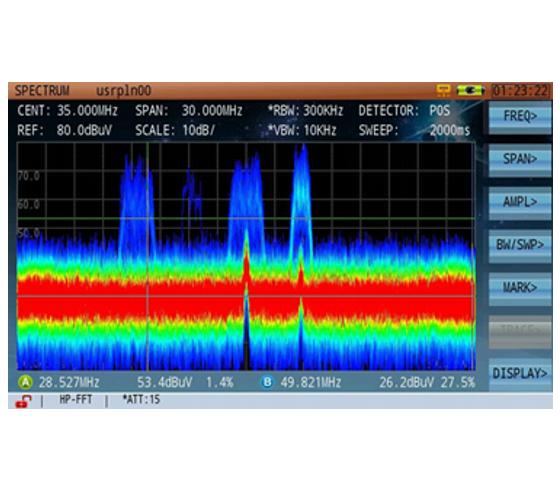 SPECTRUM usrpln00 01:23:22
CENT: 35.000MHz SPAN: 30.000MHz *RBW: 300KHz DETECTOR: POS
REF: 80.0dBuV SCALE: 10dB/ *VBW: 10KHz SWEEP: 2000ms
FREQ>
SPAN>
AMPL>
BW/SWP>
MARK>
TRACE>
DISPLAY>
70.0
60.0
50.0
A 28.527MHz 53.4dBuV 1.4% B 49.821MHz 26.2dBuV 27.5%
HP-FFT | *ATT:15